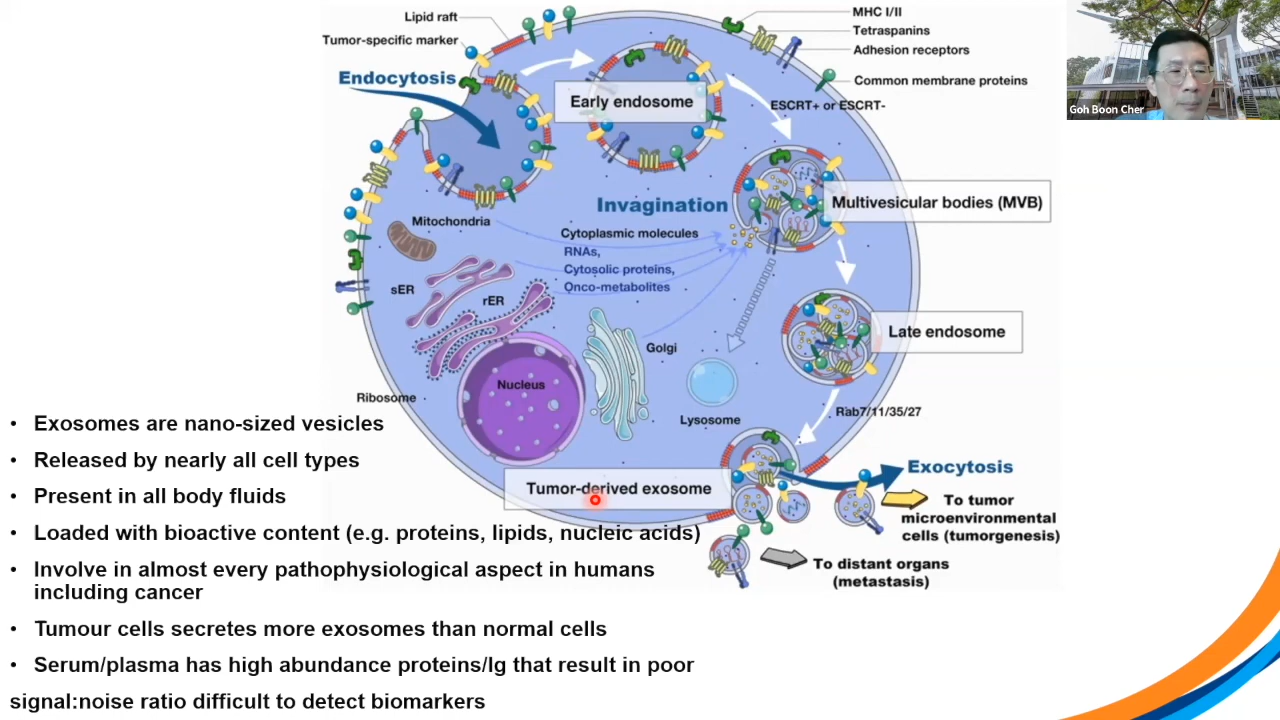 Lipid raft
Tumor-specific marker
Endocytosis
Early endosome
MHC I/II
Tetraspanins
Adhesion receptors
Common membrane proteins
ESCRT+ or ESCRT-
Goh Boon Cher
Invagination
Multivesicular bodies (MVB)
Mitochondria
Cytoplasmic molecules
RNAs,
Cytosolic proteins,
Onco-metabolites
sER
rER
Golgi
Late endosome
Nucleus
Ribosome
Lysosome
Rab7/11/35/27
Tumor-derived exosome
Exocytosis
To tumor
microenvironmental
cells (tumorgenesis)
To distant organs
(metastasis)
• Exosomes are nano-sized vesicles
• Released by nearly all cell types
• Present in all body fluids
• Loaded with bioactive content (e.g. proteins, lipids, nucleic acids)
• Involve in almost every pathophysiological aspect in humans
including cancer
• Tumour cells secretes more exosomes than normal cells
• Serum/plasma has high abundance proteins/Ig that result in poor
signal:noise ratio difficult to detect biomarkers